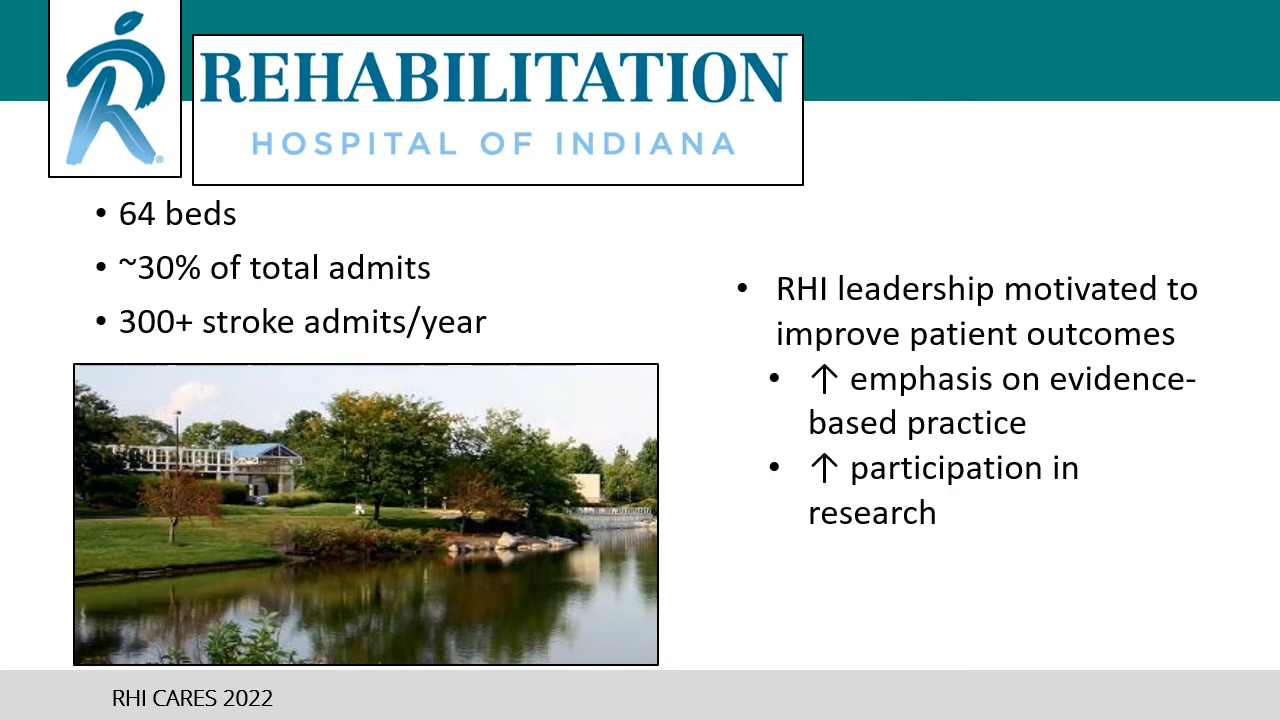 REHABILITATION
HOSPITAL OF INDIANA
®
• 64 beds
• ~30% of total admits
• 300+ stroke admits/year
• RHI leadership motivated to
improve patient outcomes
• ↑ emphasis on evidence-
based practice
• ↑ participation in
research
RHI CARES 2022